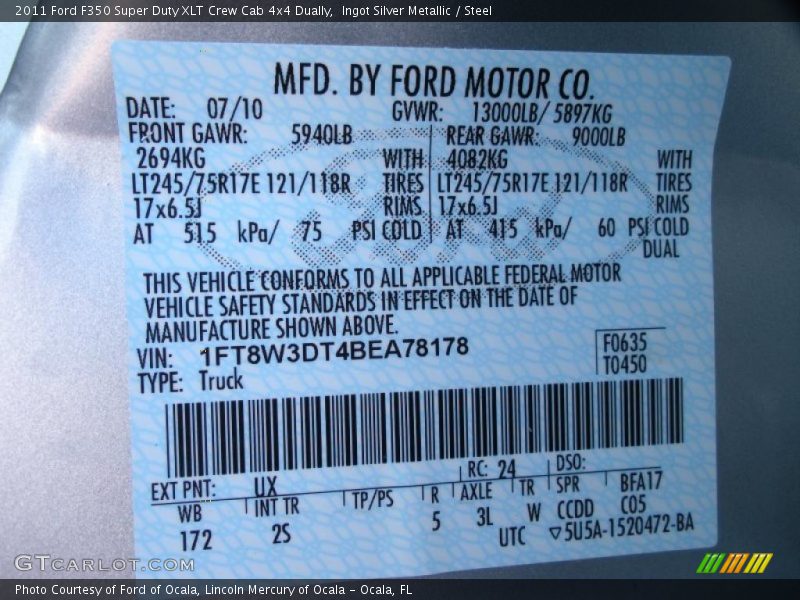 2011 Ford F350 Super Duty XLT Crew Cab 4x4 Dually,  Ingot Silver Metallic / Steel
MFD. BY FORD MOTOR CO.
DATE: 07/10 GVWR: 13000LB/ 5897KG
FRONT GAWR: 5940LB REAR GAWR: 9000LB
2694KG WITH 4082KG WITH
LT245/75R17E 121/118R TIRES LT245/75R17E 121/118R TIRES
17x6.5J RIMS 17x6.5J RIMS
AT 515 kPa/ 75 PSI COLD AT 415 kPa/ 60 PSI COLD
DUAL
THIS VEHICLE CONFORMS TO ALL APPLICABLE FEDERAL MOTOR
VEHICLE SAFETY STANDARDS IN EFFECT ON THE DATE OF
MANUFACTURE SHOWN ABOVE.
VIN: 1FT8W3DT4BEA78178 F0635
TYPE: Truck T0450
EXT PNT: UX RC: 24 DSO:
WB INT TR TP/PS R AXLE TR SPR BFA17
172 2S 5 3L W CCDD C05
UTC ▽5U5A-1520472-BA
GTCARLOT.COM
Photo Courtesy of Ford of Ocala, Lincoln Mercury of Ocala – Ocala, FL